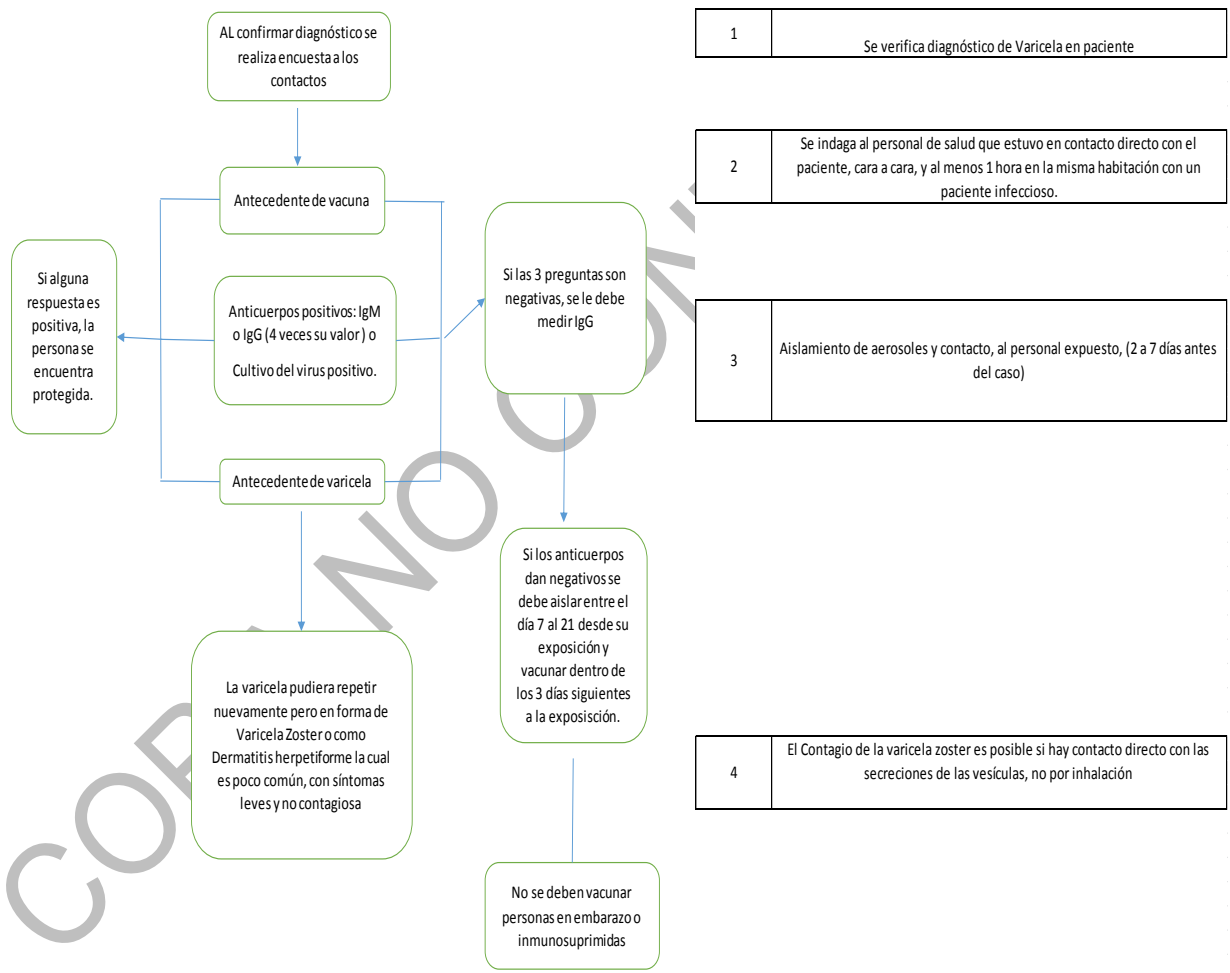 AL confirmar diagnóstico se
realiza encuesta a los
contactos
Antecedente de vacuna
Si alguna
respuesta es
positiva, la
persona se
encuentra
protegida.
Anticuerpos positivos: IgM
o IgG (4 veces su valor ) o
Cultivo del virus positivo.
Si las 3 preguntas son
negativas, se le debe
medir IgG
Antecedente de varicela
La varicela pudiera repetir
nuevamente pero en forma de
Varicela Zoster o como
Dermatitis herpetiforme la cual
es poco común, con síntomas
leves y no contagiosa
Si los anticuerpos
dan negativos se
debe aislar entre el
día 7 al 21 desde su
exposición y
vacunar dentro de
los 3 días siguientes
a la exposisción.
No se deben vacunar
personas en embarazo o
inmunosuprimidas
1
Se verifica diagnóstico de Varicela en paciente
2
Se indaga al personal de salud que estuvo en contacto directo con el
paciente, cara a cara, y al menos 1 hora en la misma habitación con un
paciente infeccioso.
3
Aislamiento de aerosoles y contacto, al personal expuesto, (2 a 7 días antes
del caso)
4
El Contagio de la varicela zoster es posible si hay contacto directo con las
secreciones de las vesículas, no por inhalación
NO